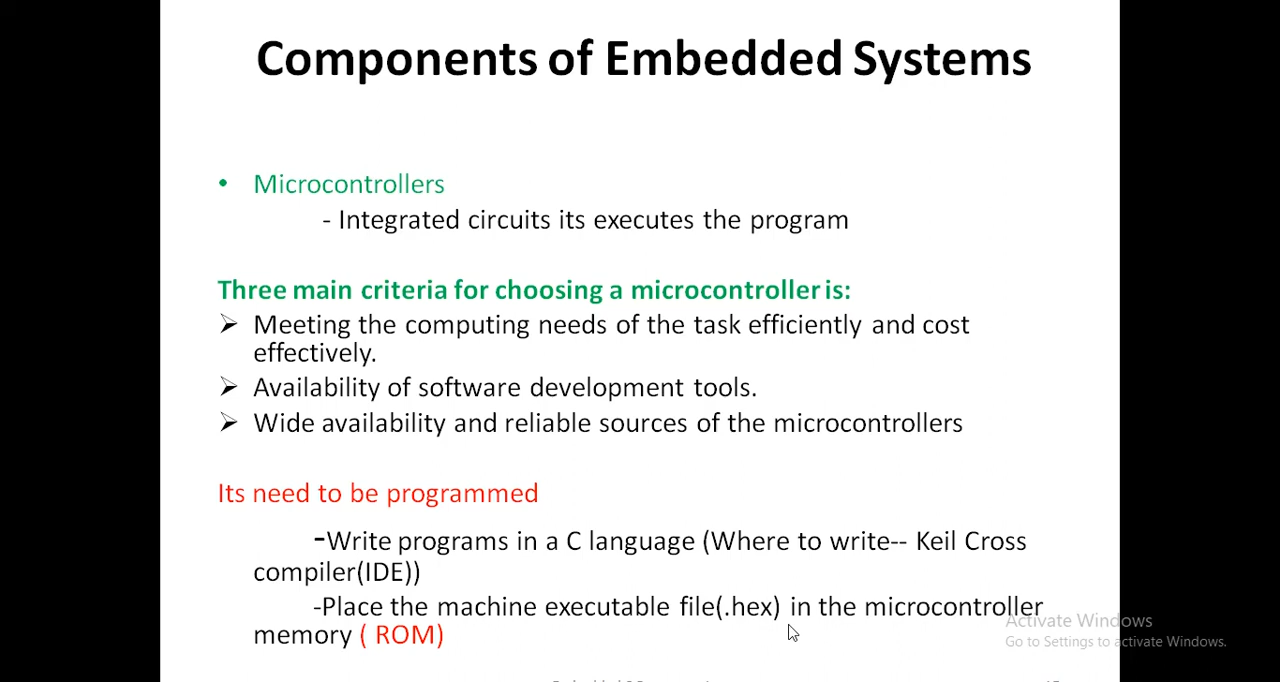 Components of Embedded Systems
• Microcontrollers
- Integrated circuits its executes the program
Three main criteria for choosing a microcontroller is:
➢ Meeting the computing needs of the task efficiently and cost
effectively.
➢ Availability of software development tools.
➢ Wide availability and reliable sources of the microcontrollers
Its need to be programmed
-Write programs in a C language (Where to write-- Keil Cross
compiler(IDE))
-Place the machine executable file(.hex) in the microcontroller
memory ( ROM)
Activate Windows
Go to Settings to activate Windows.